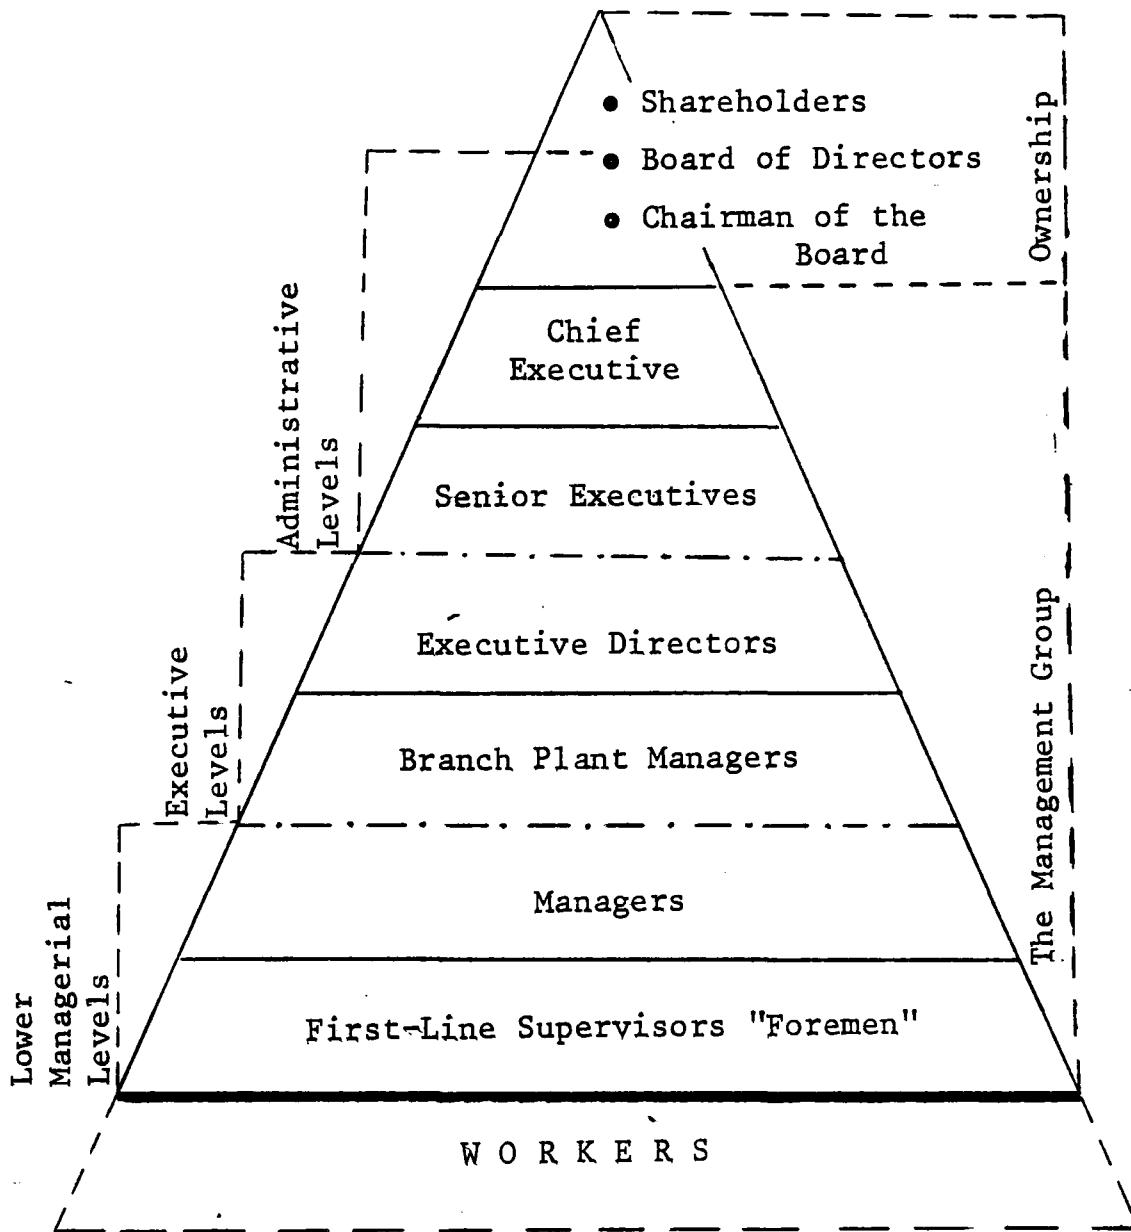 • Shareholders
• Board of Directors
• Chairman of the
Board
Ownership
Chief
Executive
Administrative
Levels
Senior Executives
Executive Directors
Executive
Levels
Branch Plant Managers
The Management Group
Managers
Lower
Managerial
Levels
First-Line Supervisors "Foremen"
WORKERS